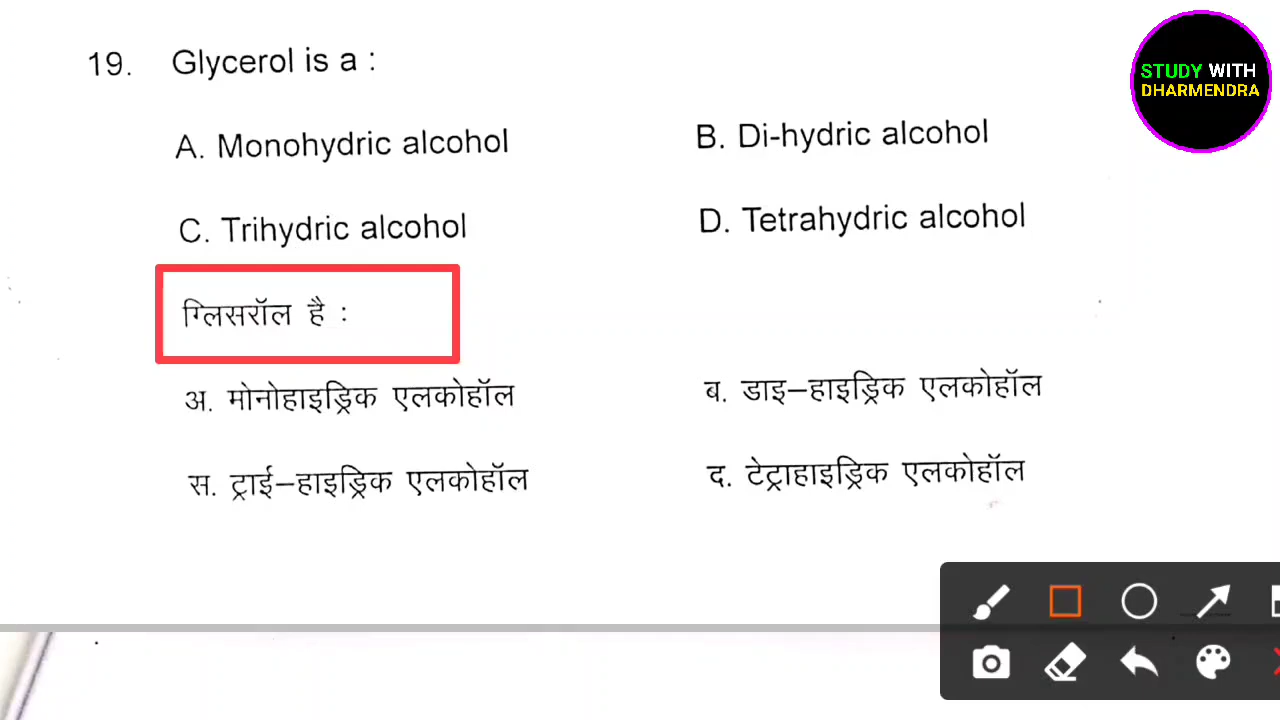 STUDY WITH
DHARMENDRA
19. Glycerol is a :
A. Monohydric alcohol
B. Di-hydric alcohol
C. Trihydric alcohol
D. Tetrahydric alcohol
ग्लिसरॉल है :
अ. मोनोहाइड्रिक एलकोहॉल
ब. डाइ–हाइड्रिक एलकोहॉल
स. ट्राई–हाइड्रिक एलकोहॉल
द. टेट्राहाइड्रिक एलकोहॉल